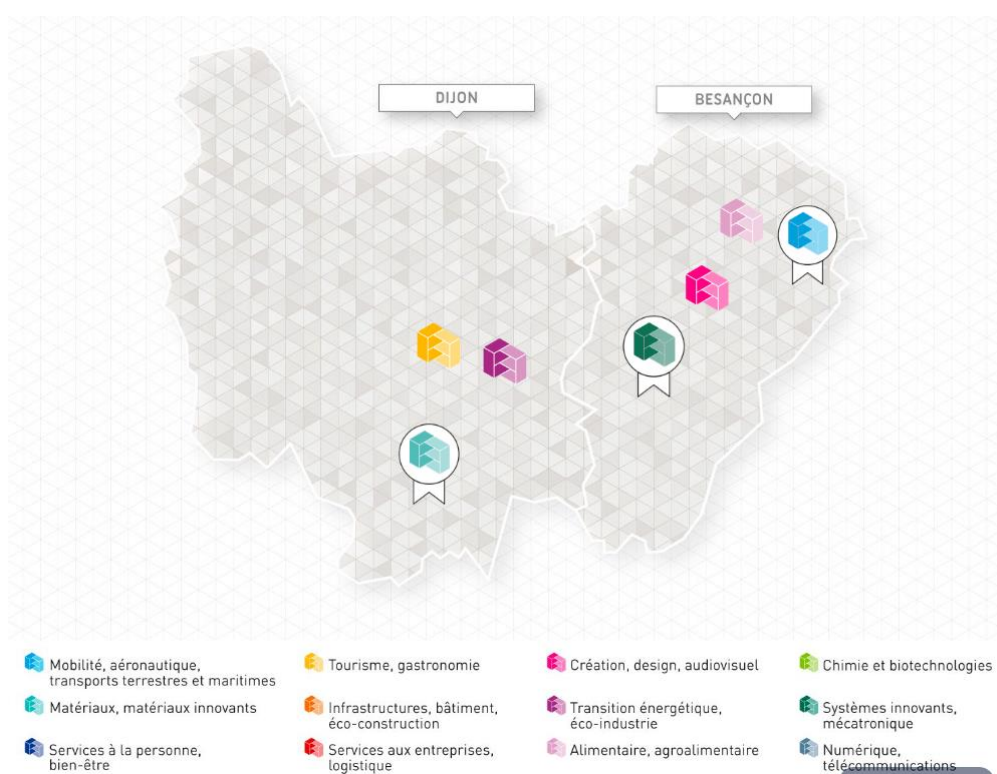 DIJON
BESANÇON
Mobilité, aéronautique,
transports terrestres et maritimes
Tourisme, gastronomie
Création, design, audiovisuel
Chimie et biotechnologies
Matériaux, matériaux innovants
Infrastructures, bâtiment,
éco-construction
Transition énergétique,
éco-industrie
Systèmes innovants,
mécatronique
Services à la personne,
bien-être
Services aux entreprises,
logistique
Alimentaire, agroalimentaire
Numérique,
télécommunications